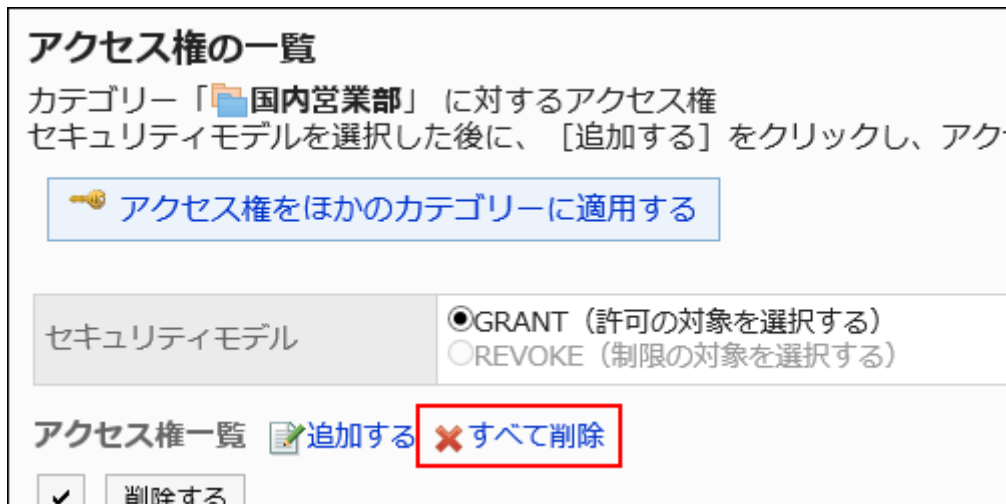 アクセス権の一覧
カテゴリー「国内営業部」 に対するアクセス権
セキュリティモデルを選択した後に、［追加する］をクリックし、アク
アクセス権をほかのカテゴリーに適用する
セキュリティモデル
GRANT（許可の対象を選択する）
REVOKE（制限の対象を選択する）
アクセス権一覧 追加する すべて削除
削除する